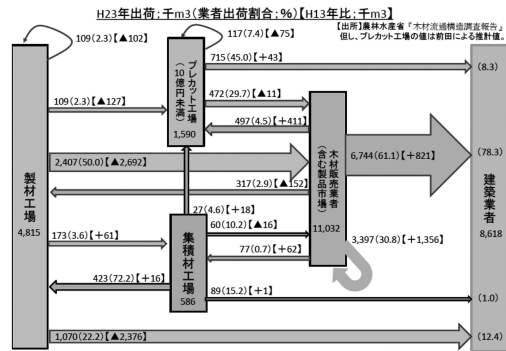 H23年出荷;千m3(業者出荷割合;%)【H13年比;千m3】
【出所】農林水産省『木材流通構造調査報告』
但し、プレカット工場の値は前田による推計値。
109(2.3)【▲102】
117(7.4)【▲75】
715(45.0)【+43】
(8.3)
プレカット工場
(10億円未満)
1,590
472(29.7)【▲11】
109(2.3)【▲127】
497(4.5)【+411】
木材販売業者
(含む製品市場)
11,032
6,744(61.1)【+821】
(78.3)
2,407(50.0)【▲2,692】
317(2.9)【▲152】
製材工場
4,815
建築業者
8,618
27(4.6)【+18】
60(10.2)【▲16】
173(3.6)【+61】
集積材工場
586
77(0.7)【+62】
3,397(30.8)【+1,356】
423(72.2)【+16】
89(15.2)【+1】
(1.0)
1,070(22.2)【▲2,376】
(12.4)